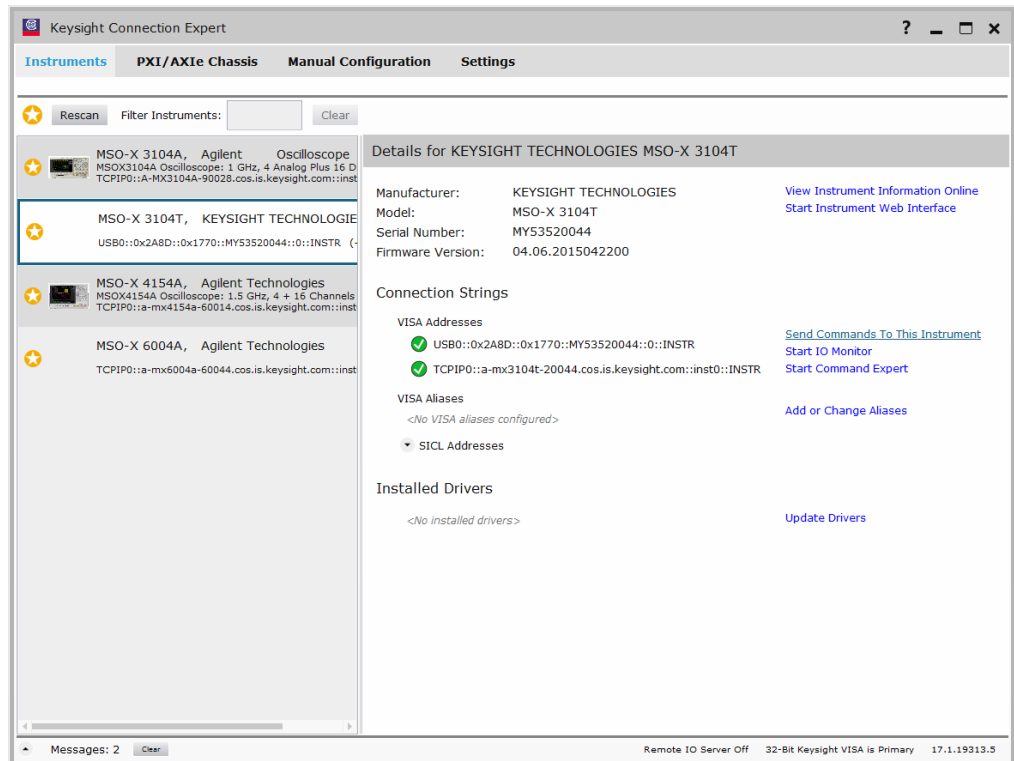 Keysight Connection Expert
?
Instruments PXI/AXIe Chassis Manual Configuration Settings
Rescan Filter Instruments: Clear
MSO-X 3104A, Agilent Oscilloscope
MSOX3104A Oscilloscope: 1 GHz, 4 Analog Plus 16 D
TCPIP0::A-MX3104A-90028.cos.is.keysight.com::inst
MSO-X 3104T, KEYSIGHT TECHNOLOGIE
USB0::0x2A8D::0x1770::MY53520044::0::INSTR (-
MSO-X 4154A, Agilent Technologies
MSOX4154A Oscilloscope: 1.5 GHz, 4 + 16 Channels
TCPIP0::a-mx4154a-60014.cos.is.keysight.com::inst
MSO-X 6004A, Agilent Technologies
TCPIP0::a-mx6004a-60044.cos.is.keysight.com::inst
Details for KEYSIGHT TECHNOLOGIES MSO-X 3104T
Manufacturer: KEYSIGHT TECHNOLOGIES View Instrument Information Online
Model: MSO-X 3104T Start Instrument Web Interface
Serial Number: MY53520044
Firmware Version: 04.06.2015042200
Connection Strings
VISA Addresses
Send Commands To This Instrument
USB0::0x2A8D::0x1770::MY53520044::0::INSTR
Start IO Monitor
TCPIP0::a-mx3104t-20044.cos.is.keysight.com::inst0::INSTR Start Command Expert
VISA Aliases
<No VISA aliases configured> Add or Change Aliases
SICL Addresses
Installed Drivers
<No installed drivers> Update Drivers
Messages: 2 Clear Remote IO Server Off 32-Bit Keysight VISA is Primary 17.1.19313.5